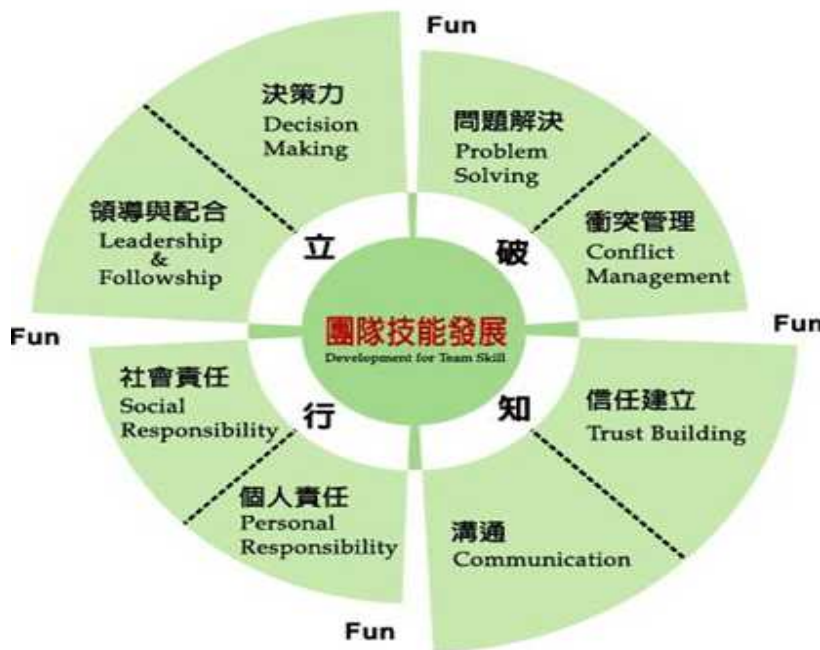 Fun
決策力
Decision
Making
問題解決
Problem
Solving
領導與配合
Leadership
&
Followship
衝突管理
Conflict
Management
立
破
Fun
團隊技能發展
Development for Team Skill
Fun
社會責任
Social
Responsibility
行
知
信任建立
Trust Building
個人責任
Personal
Responsibility
溝通
Communication
Fun